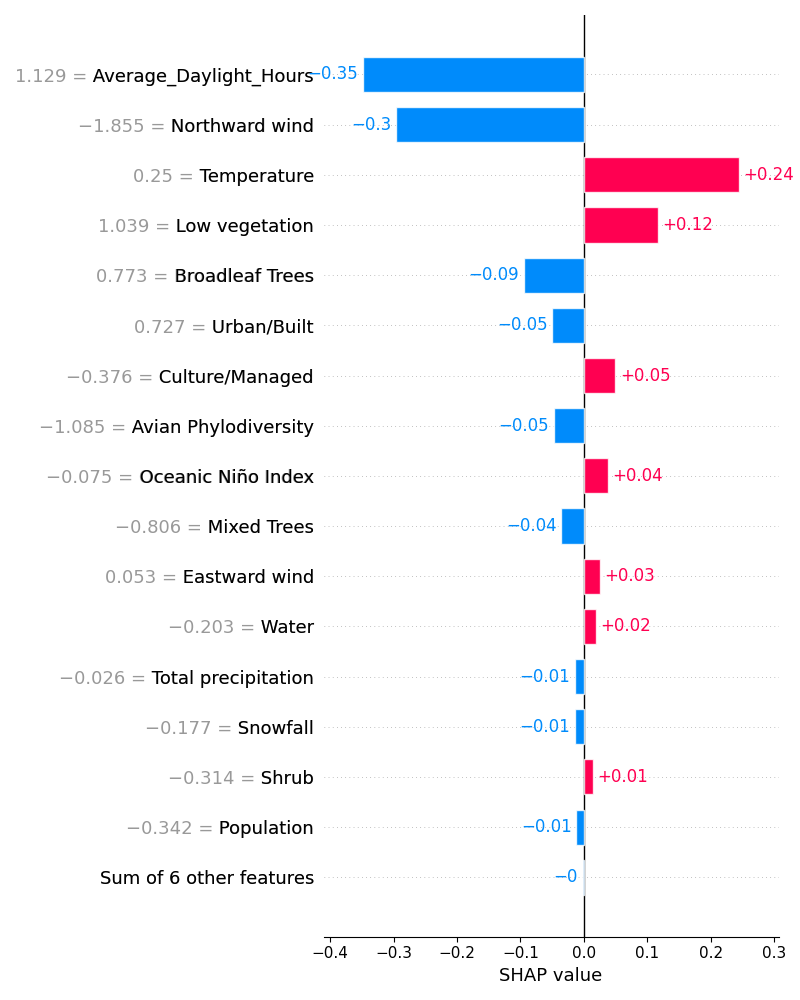 1.129 = Average_Daylight_Hours −0.35
−1.855 = Northward wind −0.3
0.25 = Temperature +0.24
1.039 = Low vegetation +0.12
0.773 = Broadleaf Trees −0.09
0.727 = Urban/Built −0.05
−0.376 = Culture/Managed +0.05
−1.085 = Avian Phylodiversity −0.05
−0.075 = Oceanic Niño Index +0.04
−0.806 = Mixed Trees −0.04
0.053 = Eastward wind +0.03
−0.203 = Water +0.02
−0.026 = Total precipitation −0.01
−0.177 = Snowfall −0.01
−0.314 = Shrub +0.01
−0.342 = Population −0.01
Sum of 6 other features −0
−0.4 −0.3 −0.2 −0.1 0.0 0.1 0.2 0.3
SHAP value